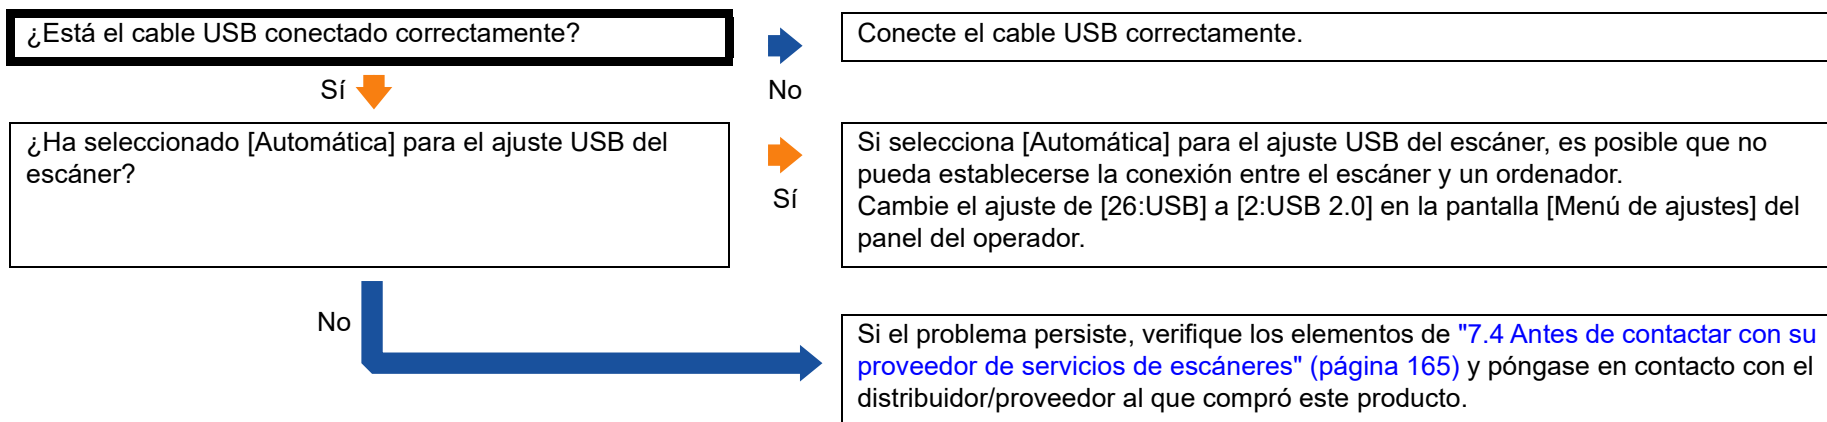 ¿Está el cable USB conectado correctamente?
Conecte el cable USB correctamente.
Sí
No
¿Ha seleccionado [Automática] para el ajuste USB del
escáner?
Sí
Si selecciona [Automática] para el ajuste USB del escáner, es posible que no
pueda establecerse la conexión entre el escáner y un ordenador.
Cambie el ajuste de [26:USB] a [2:USB 2.0] en la pantalla [Menú de ajustes] del
panel del operador.
No
Si el problema persiste, verifique los elementos de "7.4 Antes de contactar con su
proveedor de servicios de escáneres" (página 165) y póngase en contacto con el
distribuidor/proveedor al que compró este producto.